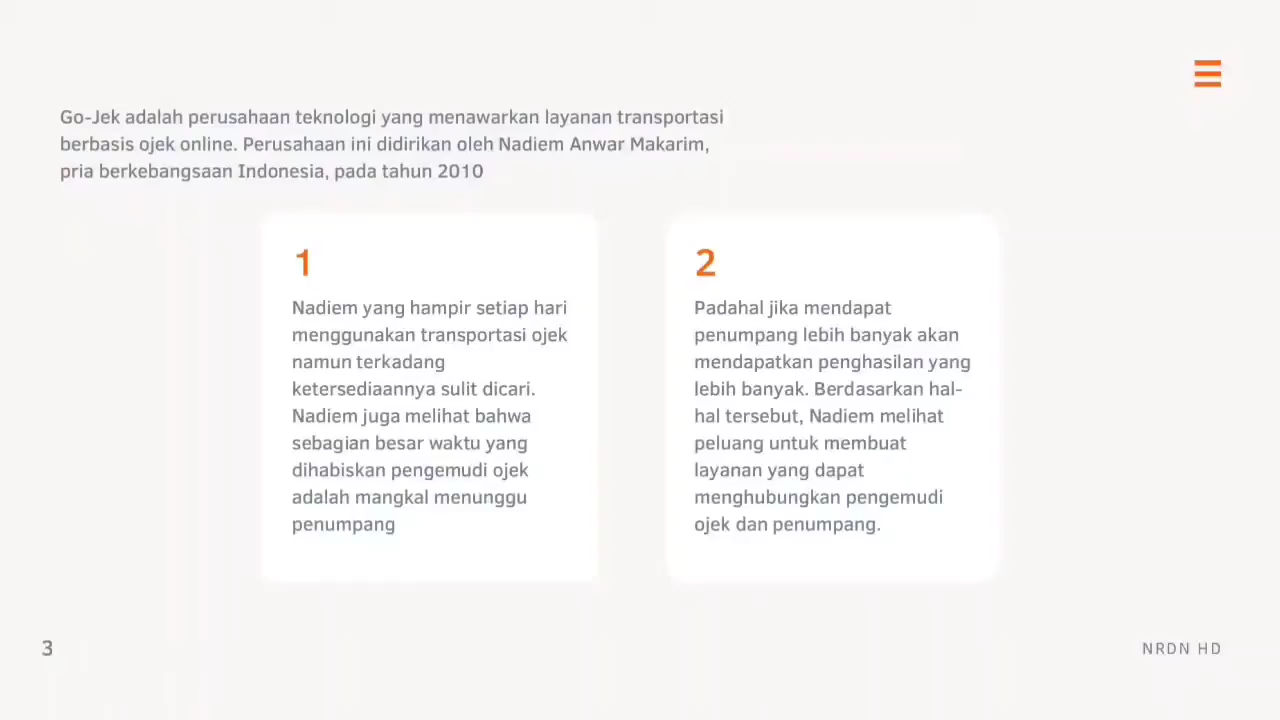 Go-Jek adalah perusahaan teknologi yang menawarkan layanan transportasi
berbasis ojek online. Perusahaan ini didirikan oleh Nadiem Anwar Makarim,
pria berkebangsaan Indonesia, pada tahun 2010
1
Nadiem yang hampir setiap hari
menggunakan transportasi ojek
namun terkadang
ketersediaannya sulit dicari.
Nadiem juga melihat bahwa
sebagian besar waktu yang
dihabiskan pengemudi ojek
adalah mangkal menunggu
penumpang
2
Padahal jika mendapat
penumpang lebih banyak akan
mendapatkan penghasilan yang
lebih banyak. Berdasarkan hal-
hal tersebut, Nadiem melihat
peluang untuk membuat
layanan yang dapat
menghubungkan pengemudi
ojek dan penumpang.
3
NRDN HD